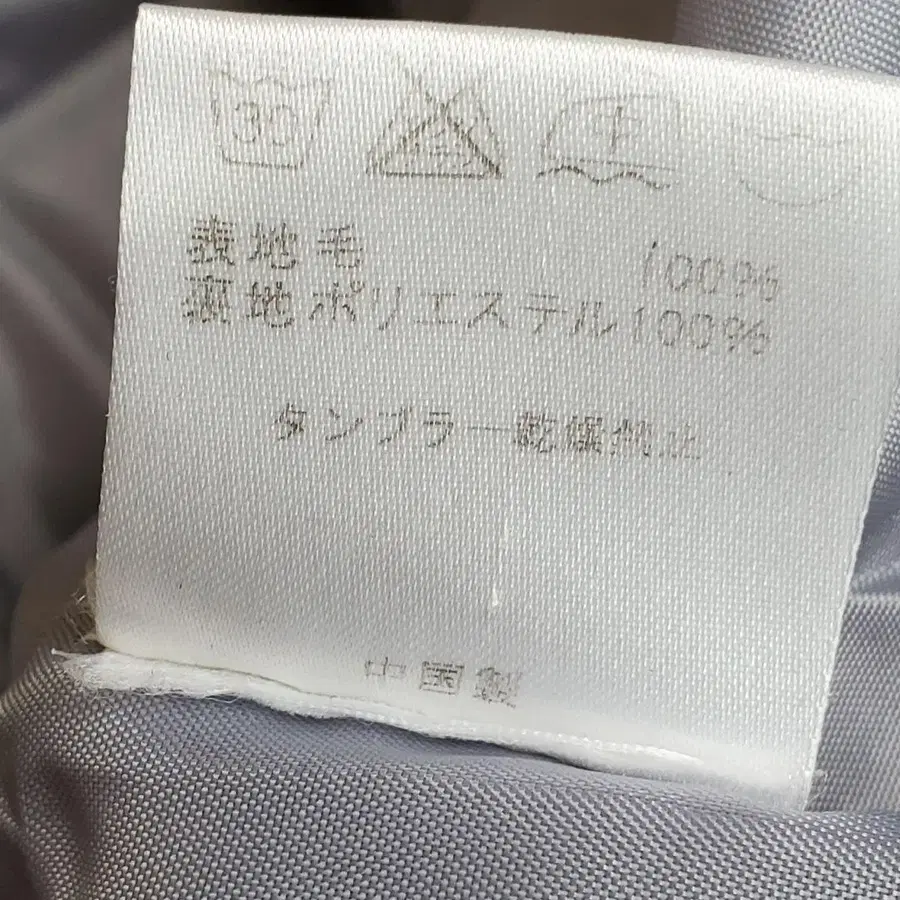 30
表地毛 100%
裏地ポリエステル100%
タンブラー乾燥禁止
中国製